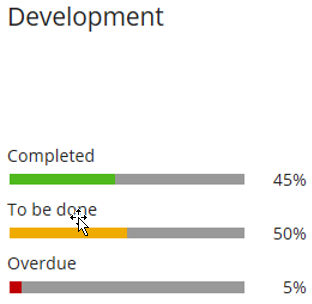 Development
Completed
45%
To be done
50%
Overdue
5%